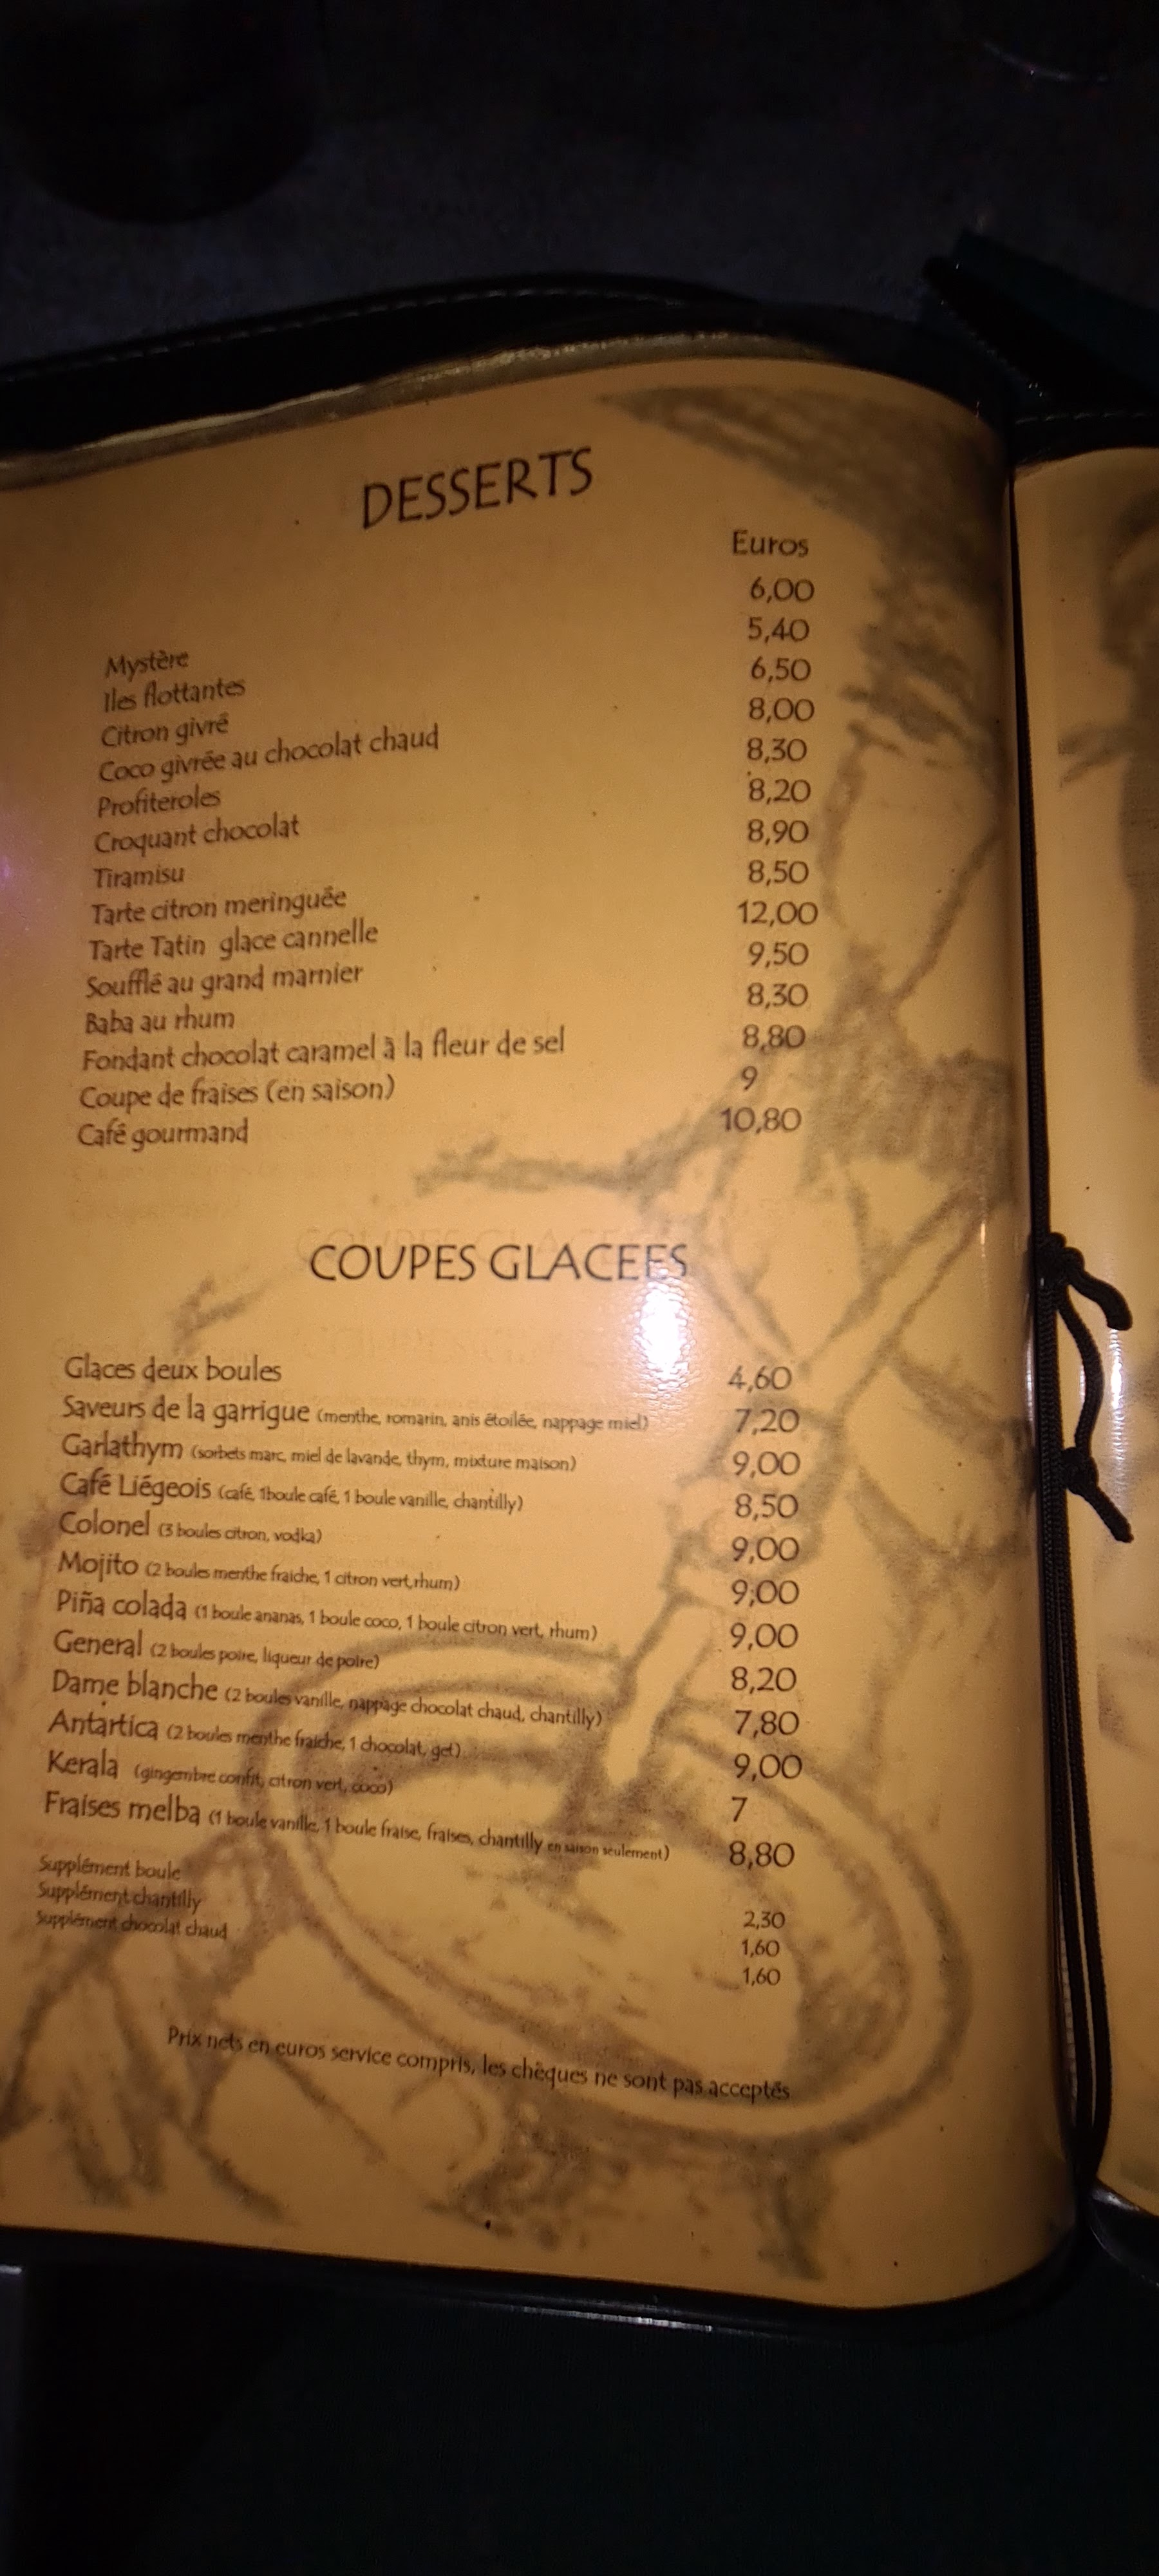 DESSERTS
Euros
Mystère 6,00
Iles flottantes 5,40
Citron givré 6,50
Coco givrée au chocolat chaud 8,00
Profiteroles 8,30
Croquant chocolat 8,20
Tiramisu 8,90
Tarte citron meringuée 8,50
Tarte Tatin glace cannelle 12,00
Soufflé au grand marnier 9,50
Baba au rhum 8,30
Fondant chocolat caramel à la fleur de sel 8,80
Coupe de fraises (en saison) 9
Café gourmand 10,80
COUPES GLACEES
Glaces deux boules 4,60
Saveurs de la garrigue (menthe, romarin, anis étoilée, nappage miel) 7,20
Garlathym (sorbets marc, miel de lavande, thym, mixture maison) 9,00
Café Liégeois (café, 1boule café, 1 boule vanille, chantilly) 8,50
Colonel (3 boules citron, vodka) 9,00
Mojito (2 boules menthe fraiche, 1 citron vert,rhum) 9,00
Piña colada (1 boule ananas, 1 boule coco, 1 boule citron vert, rhum) 9,00
General (2 boules poire, liqueur de poire) 8,20
Dame blanche (2 boules vanille, nappage chocolat chaud, chantilly) 7,80
Antartica (2 boules menthe fraiche, 1 chocolat, get) 9,00
Kerala (gingembre confit, citron vert, coco) 7
Fraises melba (1 boule vanille, 1 boule fraise, fraises, chantilly en saison seulement) 8,80
Supplément boule 2,30
Supplément chantilly 1,60
Supplément chocolat chaud 1,60
Prix nets en euros service compris, les chèques ne sont pas acceptés